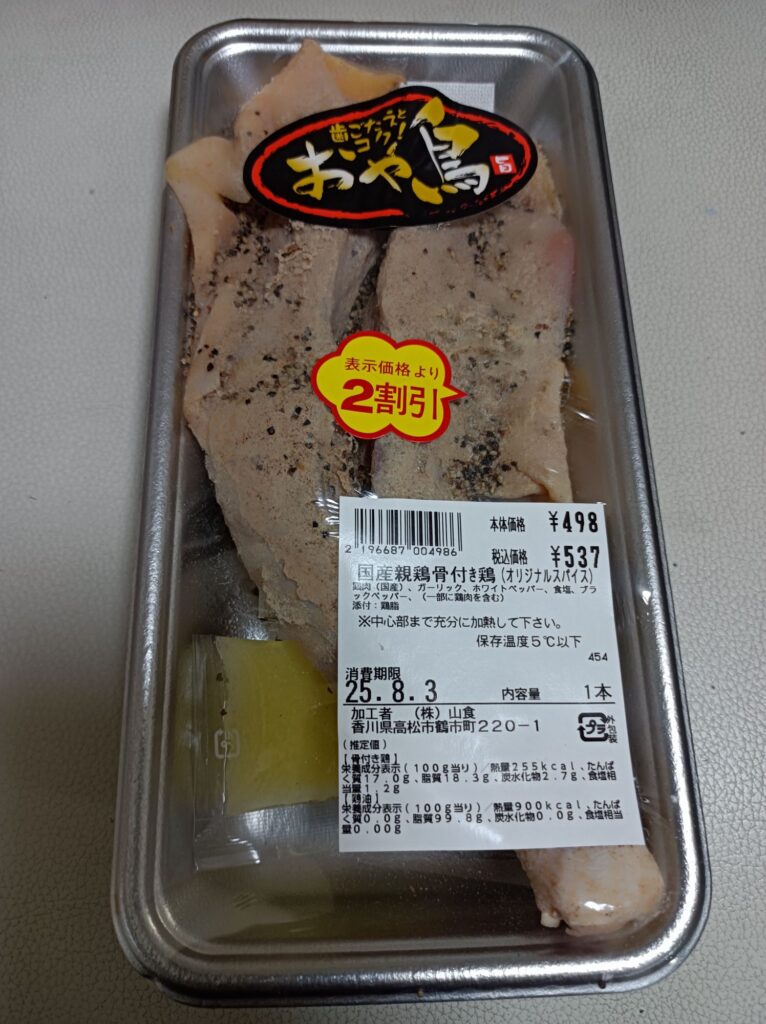 歯ごたえと
コク!
おや鳥
旨
表示価格より
2割引
本体価格 ¥498
2 196687 004986
税込価格 ¥537
国産親鶏骨付き鶏(オリジナルスパイス)
鶏肉(国産)、ガーリック、ホワイトペッパー、食塩、ブラ
ックペッパー、(一部に鶏肉を含む)
添付:鶏脂
※中心部まで充分に加熱して下さい。
保存温度5℃以下
454
消費期限
25.8.3 内容量 1本
加工者 (株)山食
香川県高松市鶴市町220-1
プラ
外包装
(推定値)
【骨付き鶏】
栄養成分表示(100g当り)/熱量255kcal、たんぱ
く質17.0g、脂質18.3g、炭水化物2.7g、食塩相
当量1.2g
【鶏油】
栄養成分表示(100g当り)/熱量900kcal、たんぱ
く質0.0g、脂質99.8g、炭水化物0.0g、食塩相当
量0.00g